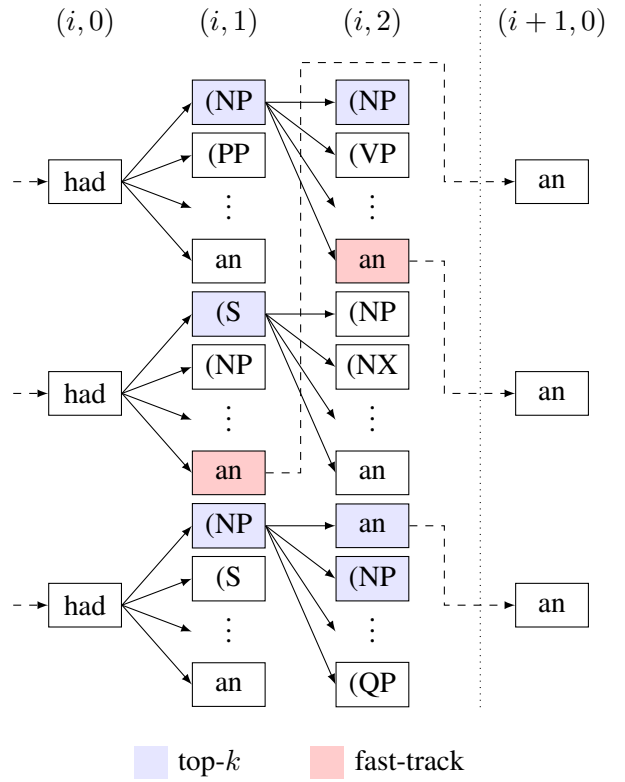 (i, 0) (i, 1) (i, 2) (i + 1, 0)
(NP (NP
(PP (VP
had ⋮ ⋮ an
an an
(S (NP
(NP (NX
had ⋮ ⋮ an
an an
(NP an
(S (NP
had ⋮ ⋮ an
an (QP
top-k fast-track